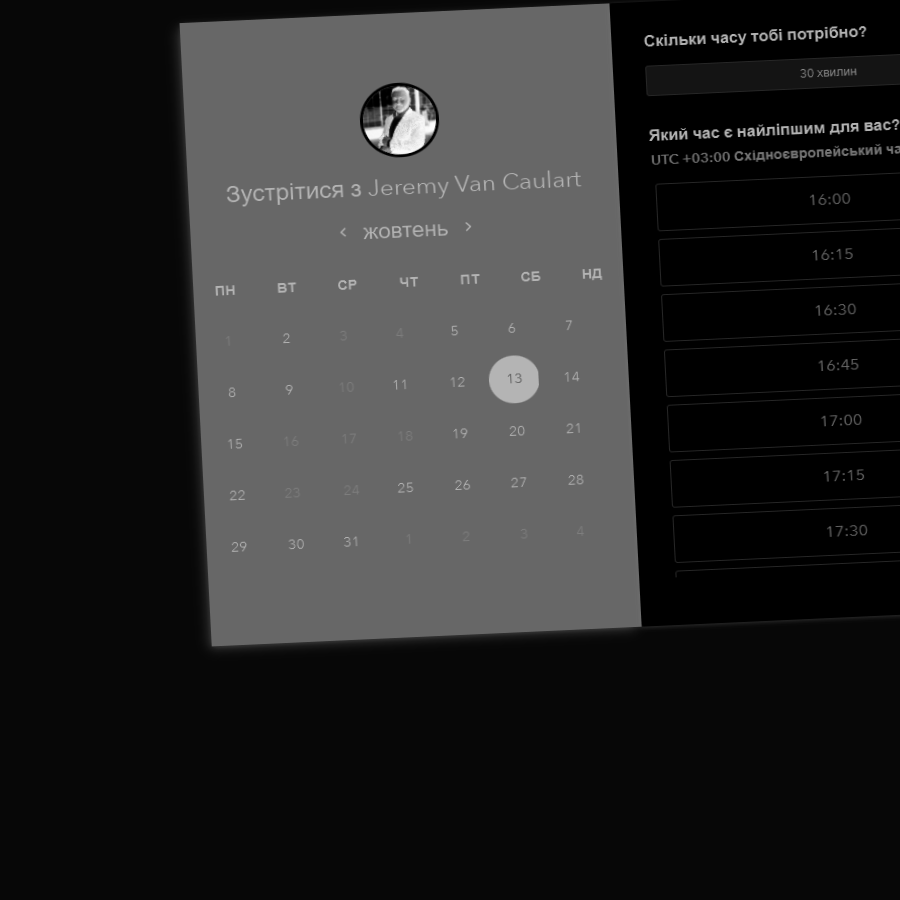 Зустрітися з Jeremy Van Caulart
‹ жовтень ›
ПН ВТ СР ЧТ ПТ СБ НД
1 2 3 4 5 6 7
8 9 10 11 12 13 14
15 16 17 18 19 20 21
22 23 24 25 26 27 28
29 30 31 1 2 3 4
Скільки часу тобі потрібно?
30 хвилин
Який час є найліпшим для вас?
UTC +03:00 Східноєвропейський
16:00
16:15
16:30
16:45
17:00
17:15
17:30